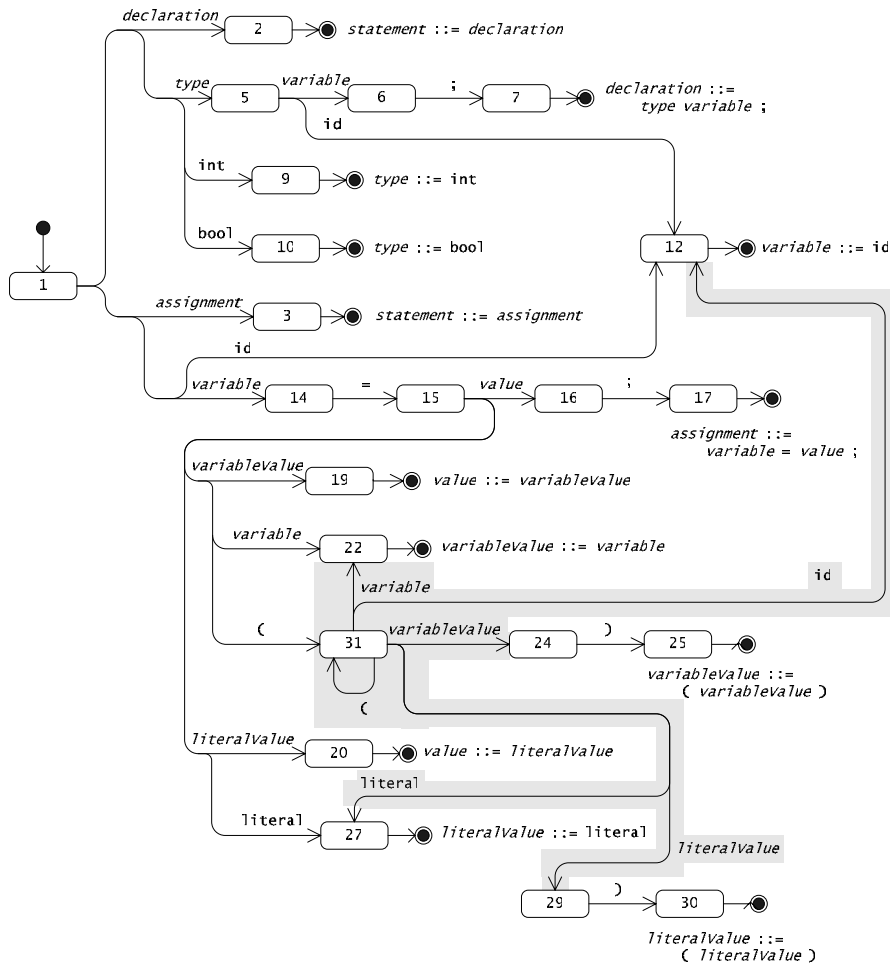 declaration
2
statement ::= declaration
type
5
variable
6
;
7
declaration ::=
type variable ;
id
int
9
type ::= int
bool
10
type ::= bool
12
variable ::= id
1
assignment
3
statement ::= assignment
id
variable
14
=
15
value
16
;
17
assignment ::=
variable = value ;
variableValue
19
value ::= variableValue
variable
22
variableValue ::= variable
variable
id
(
31
variableValue
24
)
25
variableValue ::=
( variableValue )
(
literalValue
20
value ::= literalValue
literal
literal
27
literalValue ::= literal
literalValue
29
)
30
literalValue ::=
( literalValue )